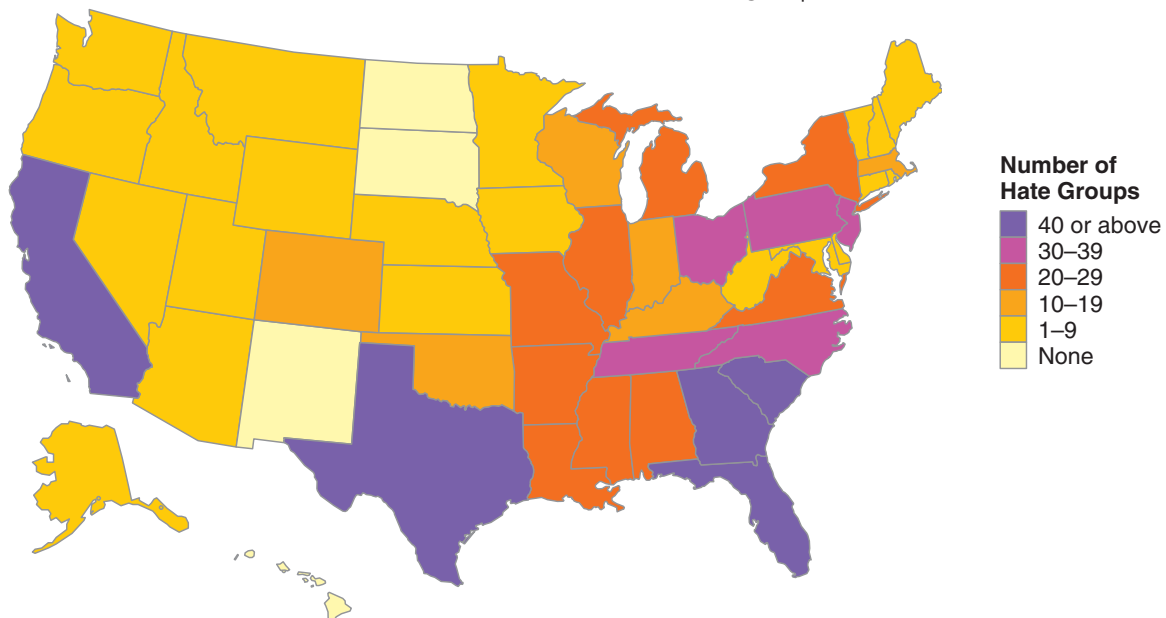 Number of
Hate Groups
40 or above
30–39
20–29
10–19
1–9
None